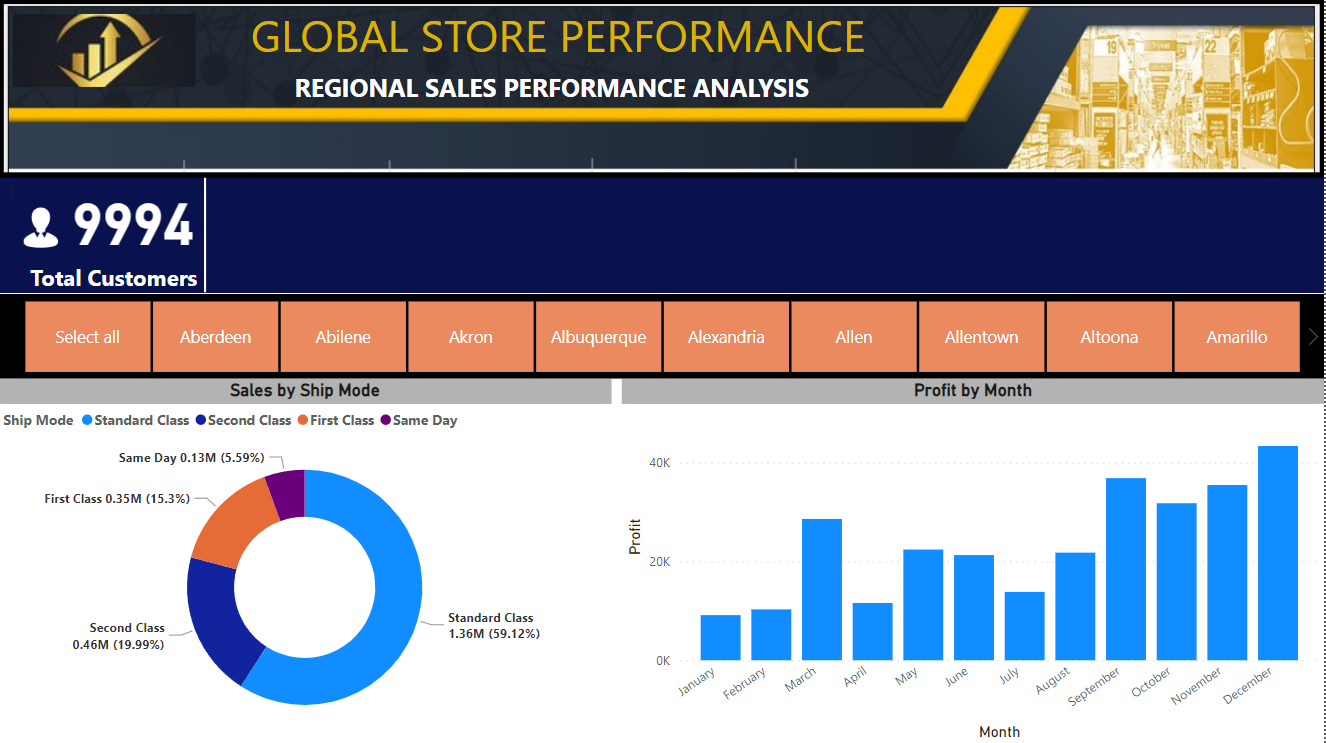 GLOBAL STORE PERFORMANCE
REGIONAL SALES PERFORMANCE ANALYSIS
19
22
9994
Total Customers
Select all
Aberdeen
Abilene
Akron
Albuquerque
Alexandria
Allen
Allentown
Altoona
Amarillo
Sales by Ship Mode
Ship Mode Standard Class Second Class First Class Same Day
Same Day 0.13M (5.59%)
First Class 0.35M (15.3%)
Second Class
0.46M (19.99%)
Standard Class
1.36M (59.12%)
Profit by Month
Profit
40K
20K
0K
January
February
March
April
May
June
July
August
September
October
November
December
Month